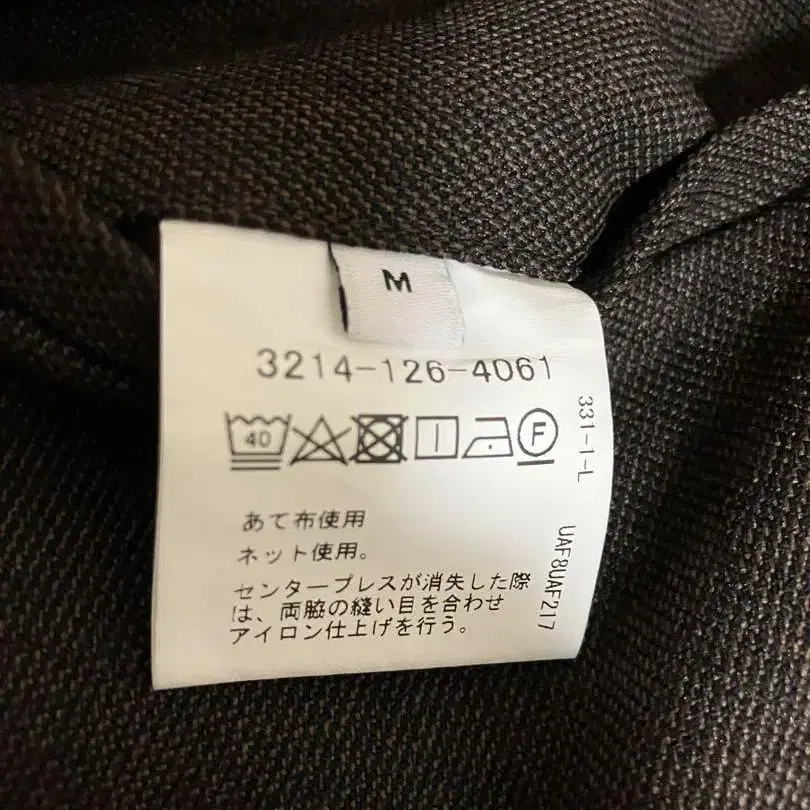 M
3214-126-4061
40
F
331-1-L
UAF8UAF217
あて布使用
ネット使用。
センタープレスが消失した際
は、両脇の縫い目を合わせ
アイロン仕上げを行う。